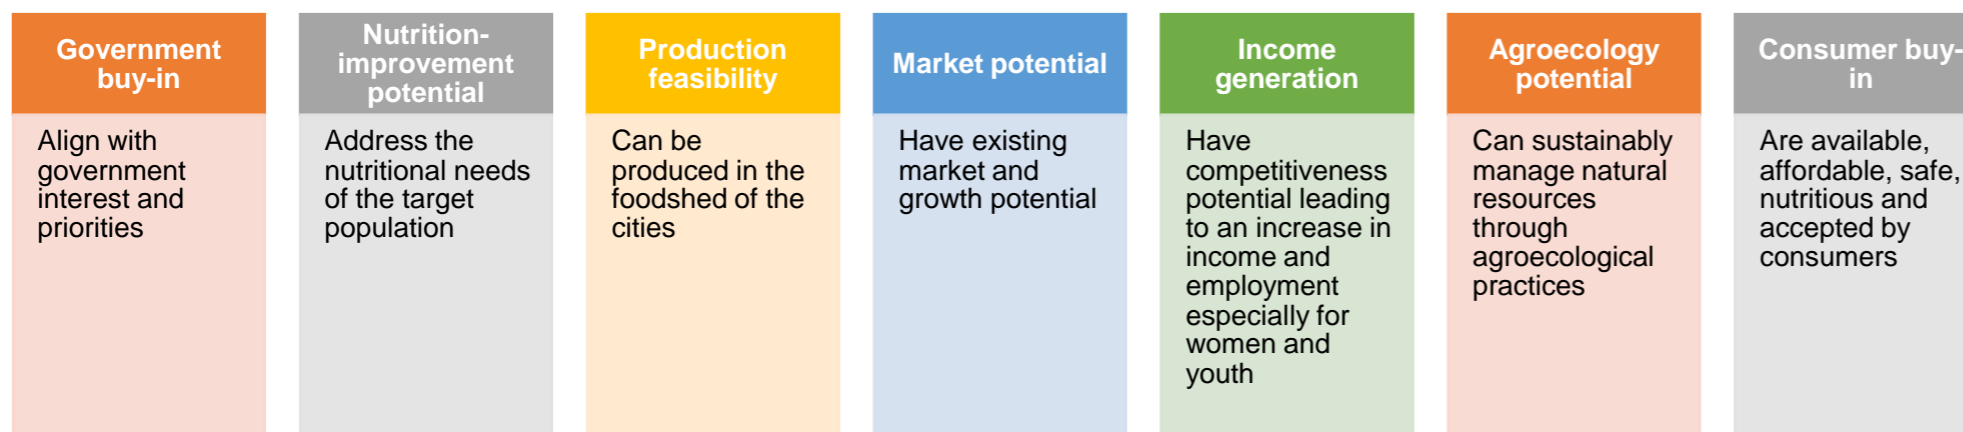 Government
buy-in
Align with
government
interest and
priorities
Nutrition-
improvement
potential
Address the
nutritional needs
of the target
population
Production
feasibility
Can be
produced in the
foodshed of the
cities
Market potential
Have existing
market and
growth potential
Income
generation
Have
competitiveness
potential leading
to an increase in
income and
employment
especially for
women and
youth
Agroecology
potential
Can sustainably
manage natural
resources
through
agroecological
practices
Consumer buy-
in
Are available,
affordable, safe,
nutritious and
accepted by
consumers